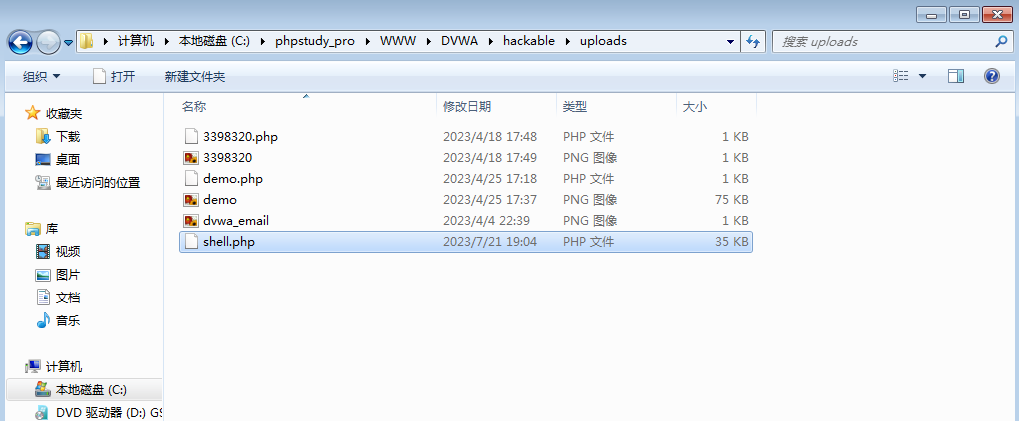 计算机 本地磁盘 (C:) phpstudy_pro WWW DVWA hackable uploads 搜索 uploads
组织 打开 新建文件夹
名称 修改日期 类型 大小
收藏夹
下载
桌面
最近访问的位置
库
视频
图片
文档
音乐
计算机
本地磁盘 (C:)
DVD 驱动器 (D:) GS
3398320.php 2023/4/18 17:48 PHP 文件 1 KB
3398320 2023/4/18 17:49 PNG 图像 1 KB
demo.php 2023/4/25 17:18 PHP 文件 1 KB
demo 2023/4/25 17:37 PNG 图像 75 KB
dvwa_email 2023/4/4 22:39 PNG 图像 1 KB
shell.php 2023/7/21 19:04 PHP 文件 35 KB